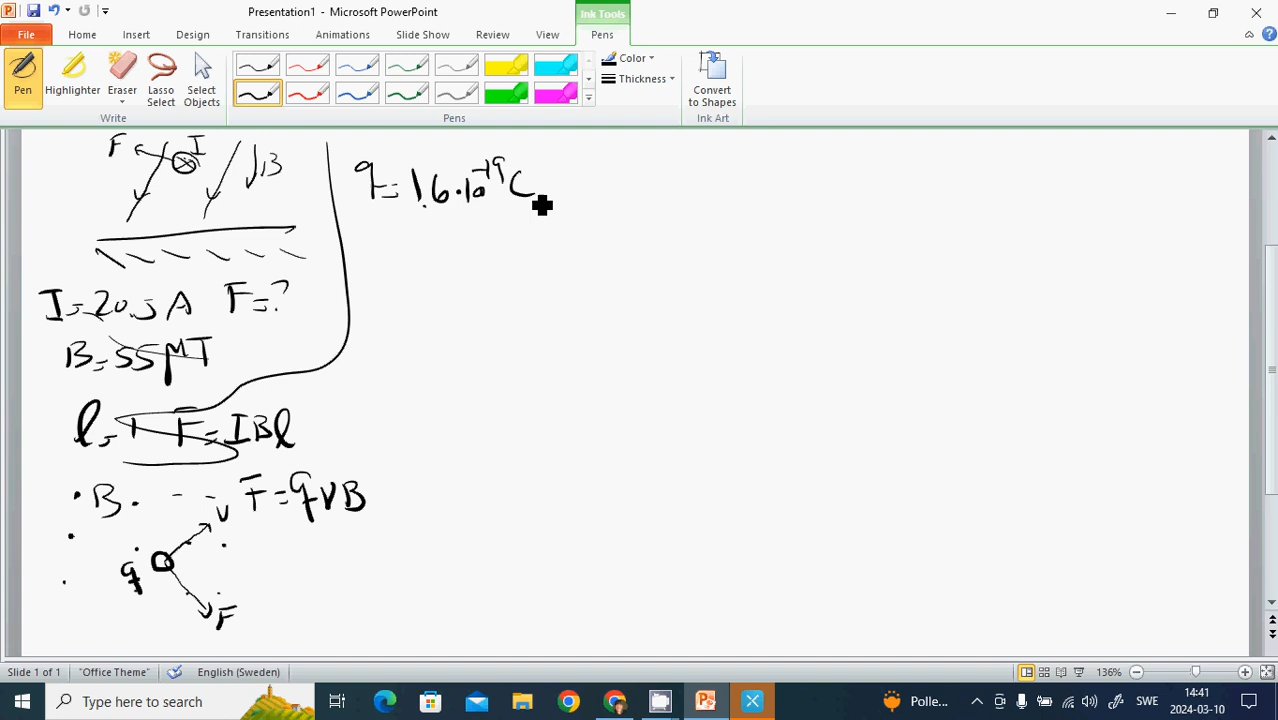 Presentation1 - Microsoft PowerPoint
Ink Tools
File Home Insert Design Transitions Animations Slide Show Review View Pens
Pen
Highlighter
Eraser
Lasso Select
Select Objects
Color
Thickness
Convert to Shapes
Write
Pens
Ink Art
F I B
I = 20.5 A F = ?
B = 55 μT
l = 1 F = IBl
B F = qvB
v
q
F
q = 1.6 · 10⁻¹⁹ C
Slide 1 of 1 "Office Theme" English (Sweden) 136%
Type here to search
Polle...
SWE
14:41
2024-03-10